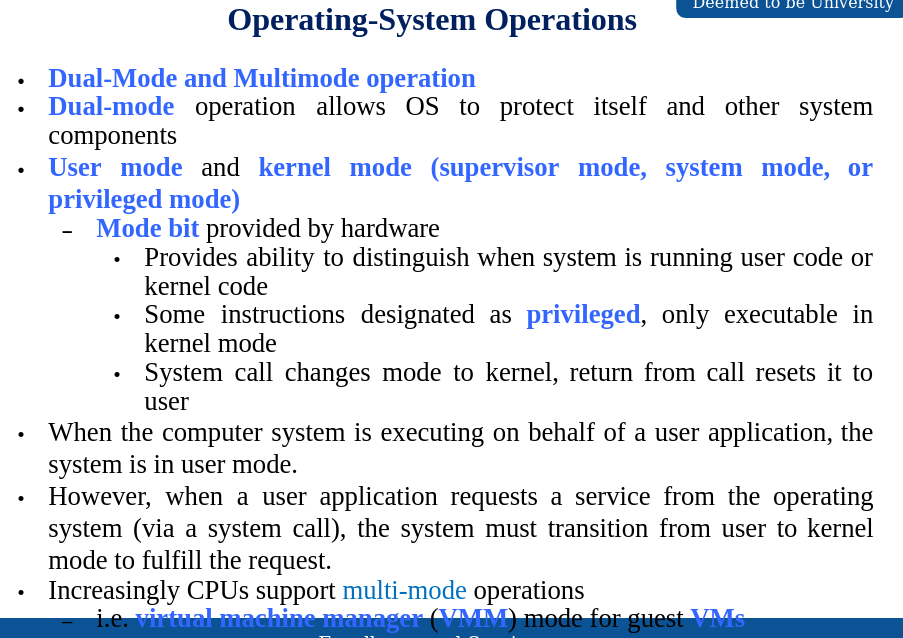 Deemed to be University
Operating-System Operations
• Dual-Mode and Multimode operation
• Dual-mode operation allows OS to protect itself and other system
components
• User mode and kernel mode (supervisor mode, system mode, or
privileged mode)
– Mode bit provided by hardware
• Provides ability to distinguish when system is running user code or
kernel code
• Some instructions designated as privileged, only executable in
kernel mode
• System call changes mode to kernel, return from call resets it to
user
• When the computer system is executing on behalf of a user application, the
system is in user mode.
• However, when a user application requests a service from the operating
system (via a system call), the system must transition from user to kernel
mode to fulfill the request.
• Increasingly CPUs support multi-mode operations
– i.e. virtual machine manager (VMM) mode for guest VMs